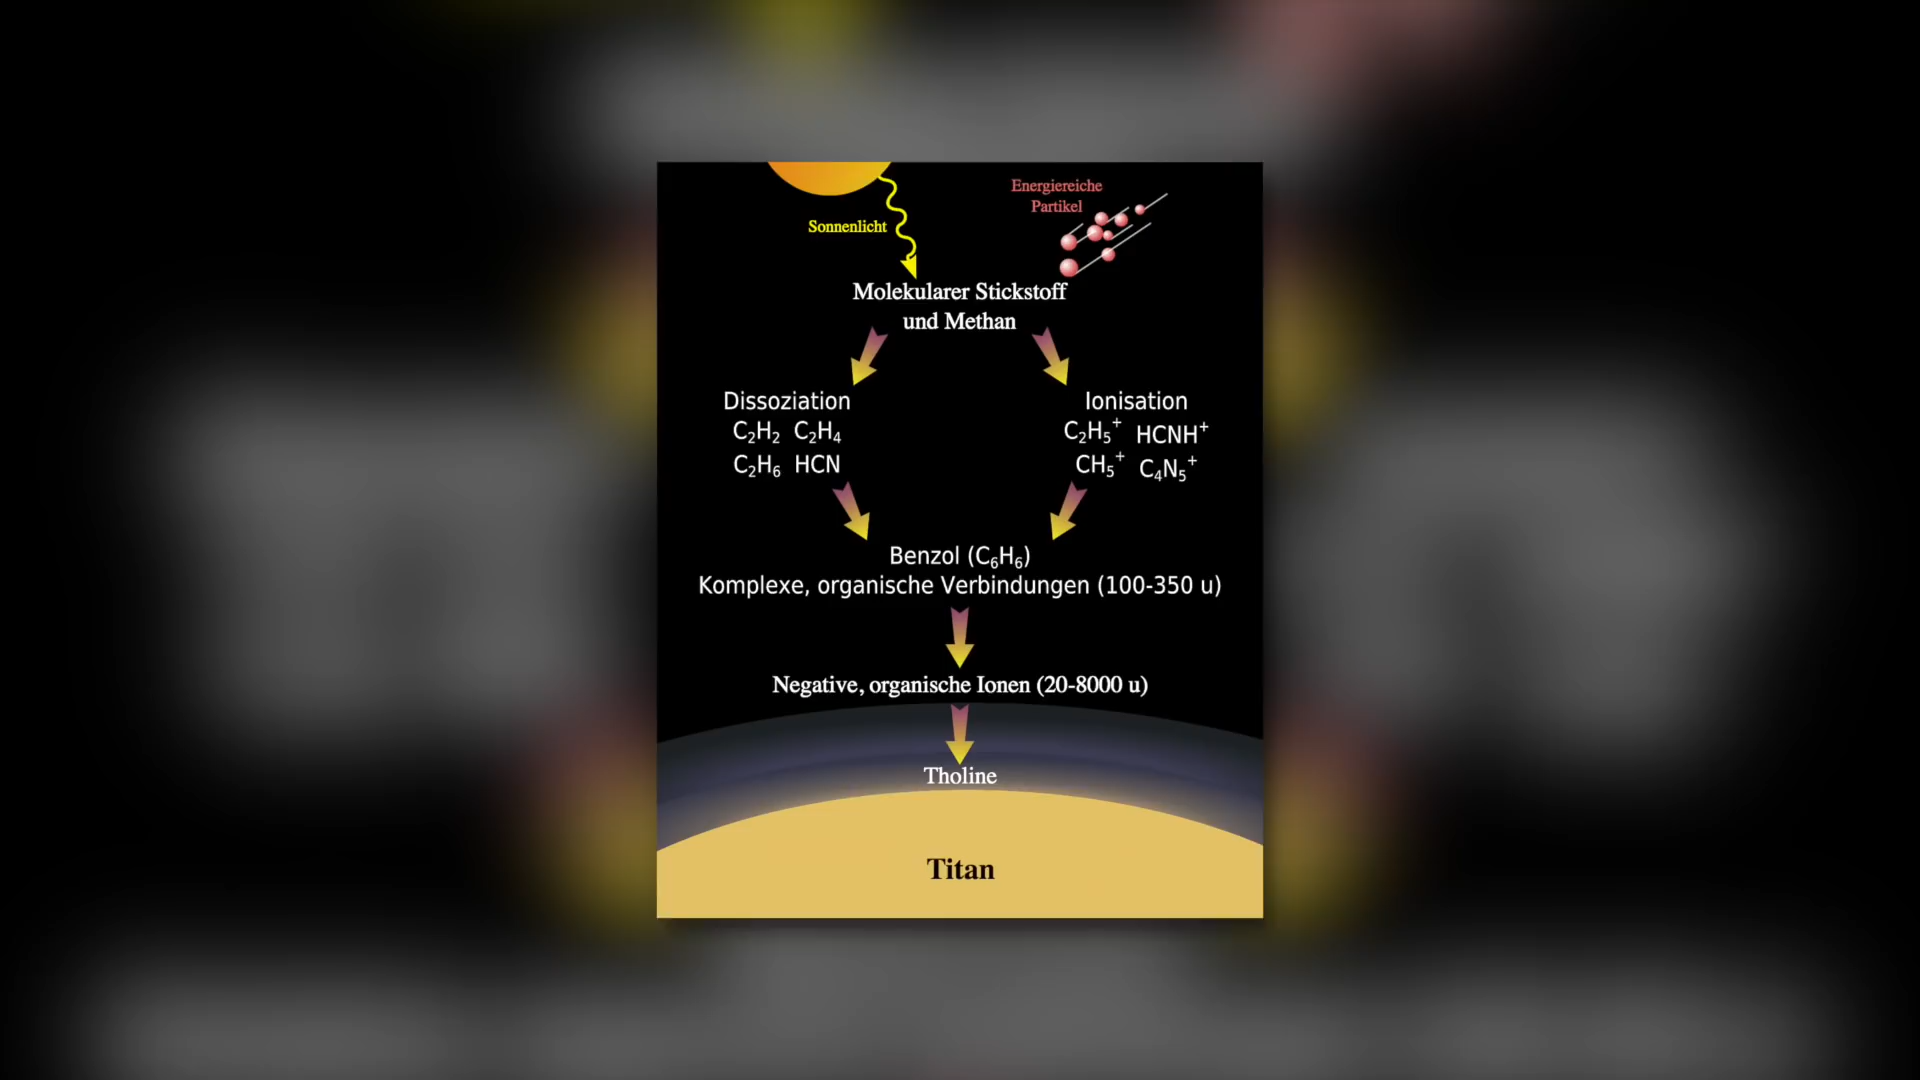 Energiereiche
Partikel
Sonnenlicht
Molekularer Stickstoff
und Methan
Dissoziation
C₂H₂ C₂H₄
C₂H₆ HCN
Ionisation
C₂H₅⁺ HCNH⁺
CH₅⁺ C₄N₅⁺
Benzol (C₆H₆)
Komplexe, organische Verbindungen (100-350 u)
Negative, organische Ionen (20-8000 u)
Tholine
Titan